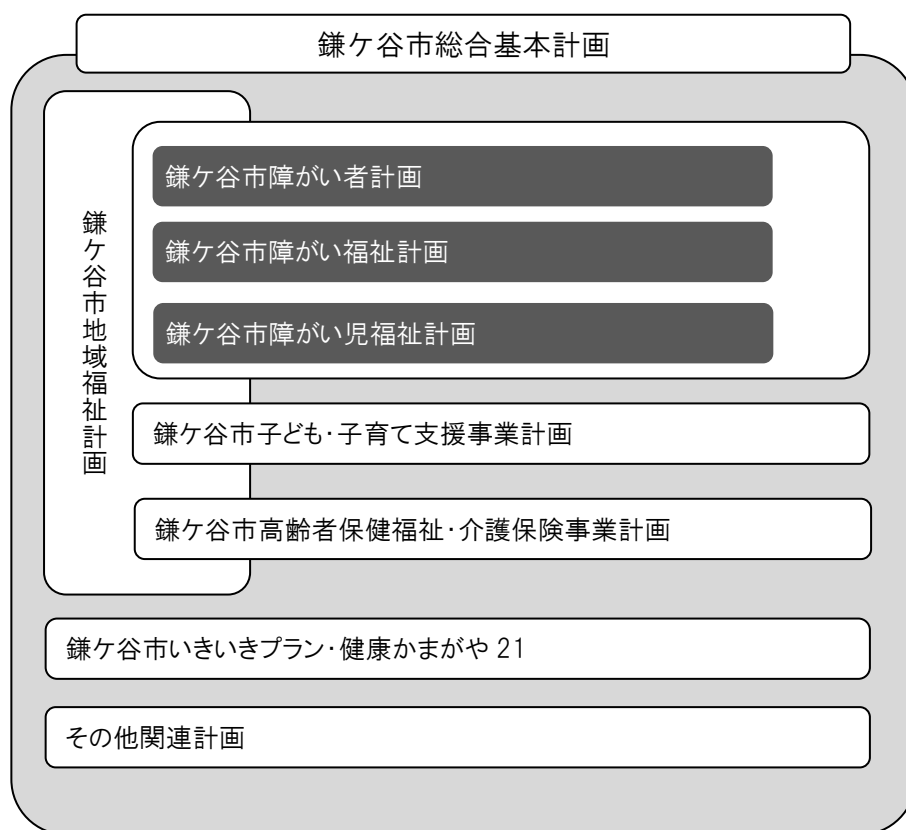 鎌ケ谷市総合基本計画
鎌ケ谷市地域福祉計画
鎌ケ谷市障がい者計画
鎌ケ谷市障がい福祉計画
鎌ケ谷市障がい児福祉計画
鎌ケ谷市子ども・子育て支援事業計画
鎌ケ谷市高齢者保健福祉・介護保険事業計画
鎌ケ谷市いきいきプラン・健康かまがや 21
その他関連計画